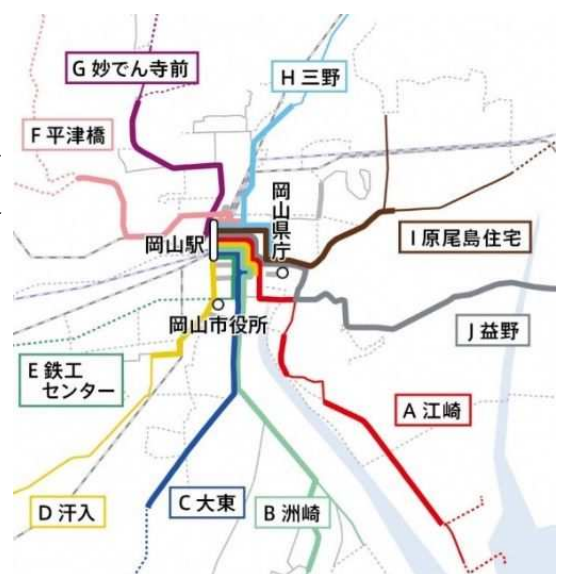 G 妙でん寺前
H 三野
F 平津橋
岡山県庁
岡山駅
I 原尾島住宅
岡山市役所
J 益野
E 鉄工
センター
A 江崎
D 汗入
C 大東
B 洲崎